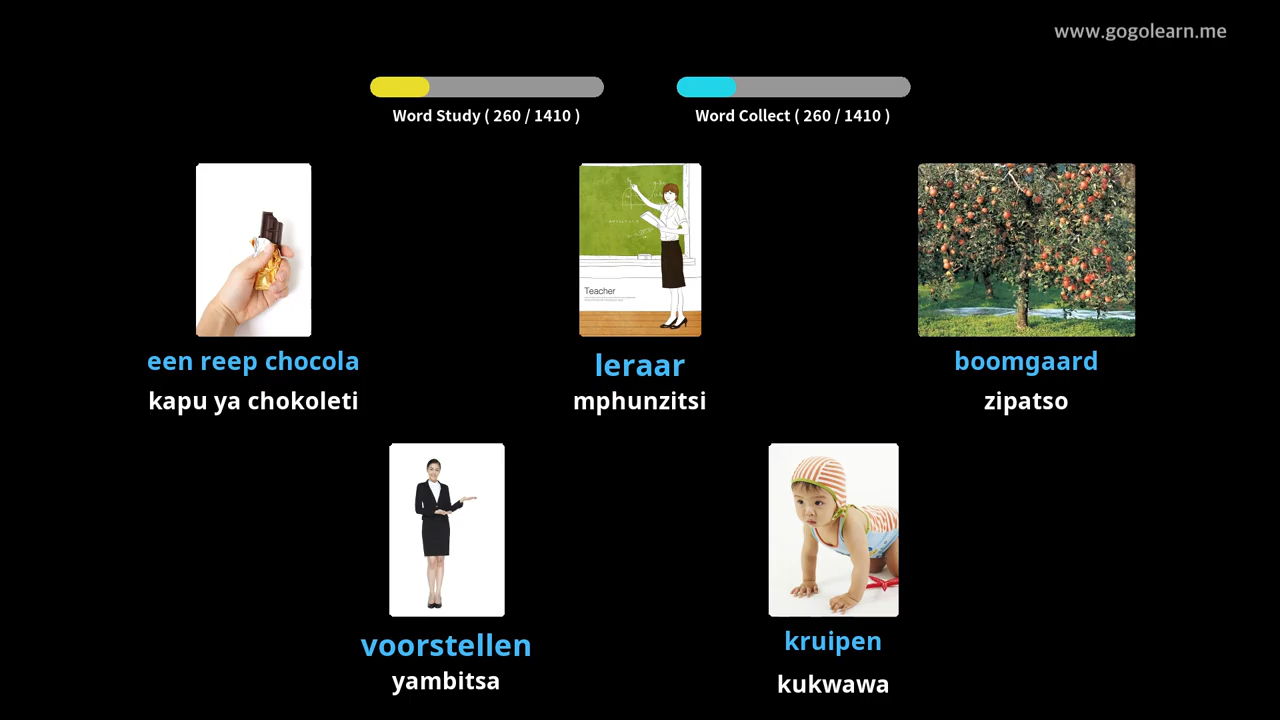 www.gogolearn.me
Word Study ( 260 / 1410 )
Word Collect ( 260 / 1410 )
Teacher
een reep chocola
leraar
boomgaard
kapu ya chokoleti
mphunzitsi
zipatso
voorstellen
kruipen
yambitsa
kukwawa